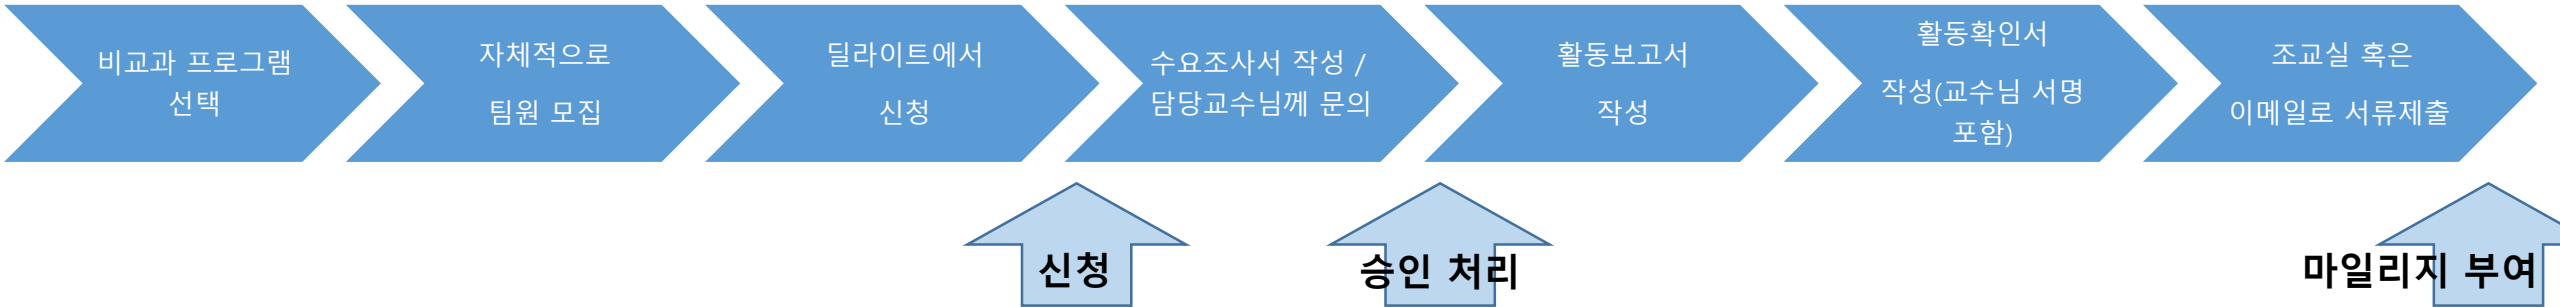 비교과 프로그램
선택
자체적으로
팀원 모집
딜라이트에서
신청
수요조사서 작성 /
담당교수님께 문의
활동보고서
작성
활동확인서
작성(교수님 서명
포함)
조교실 혹은
이메일로 서류제출
신청
승인 처리
마일리지 부여